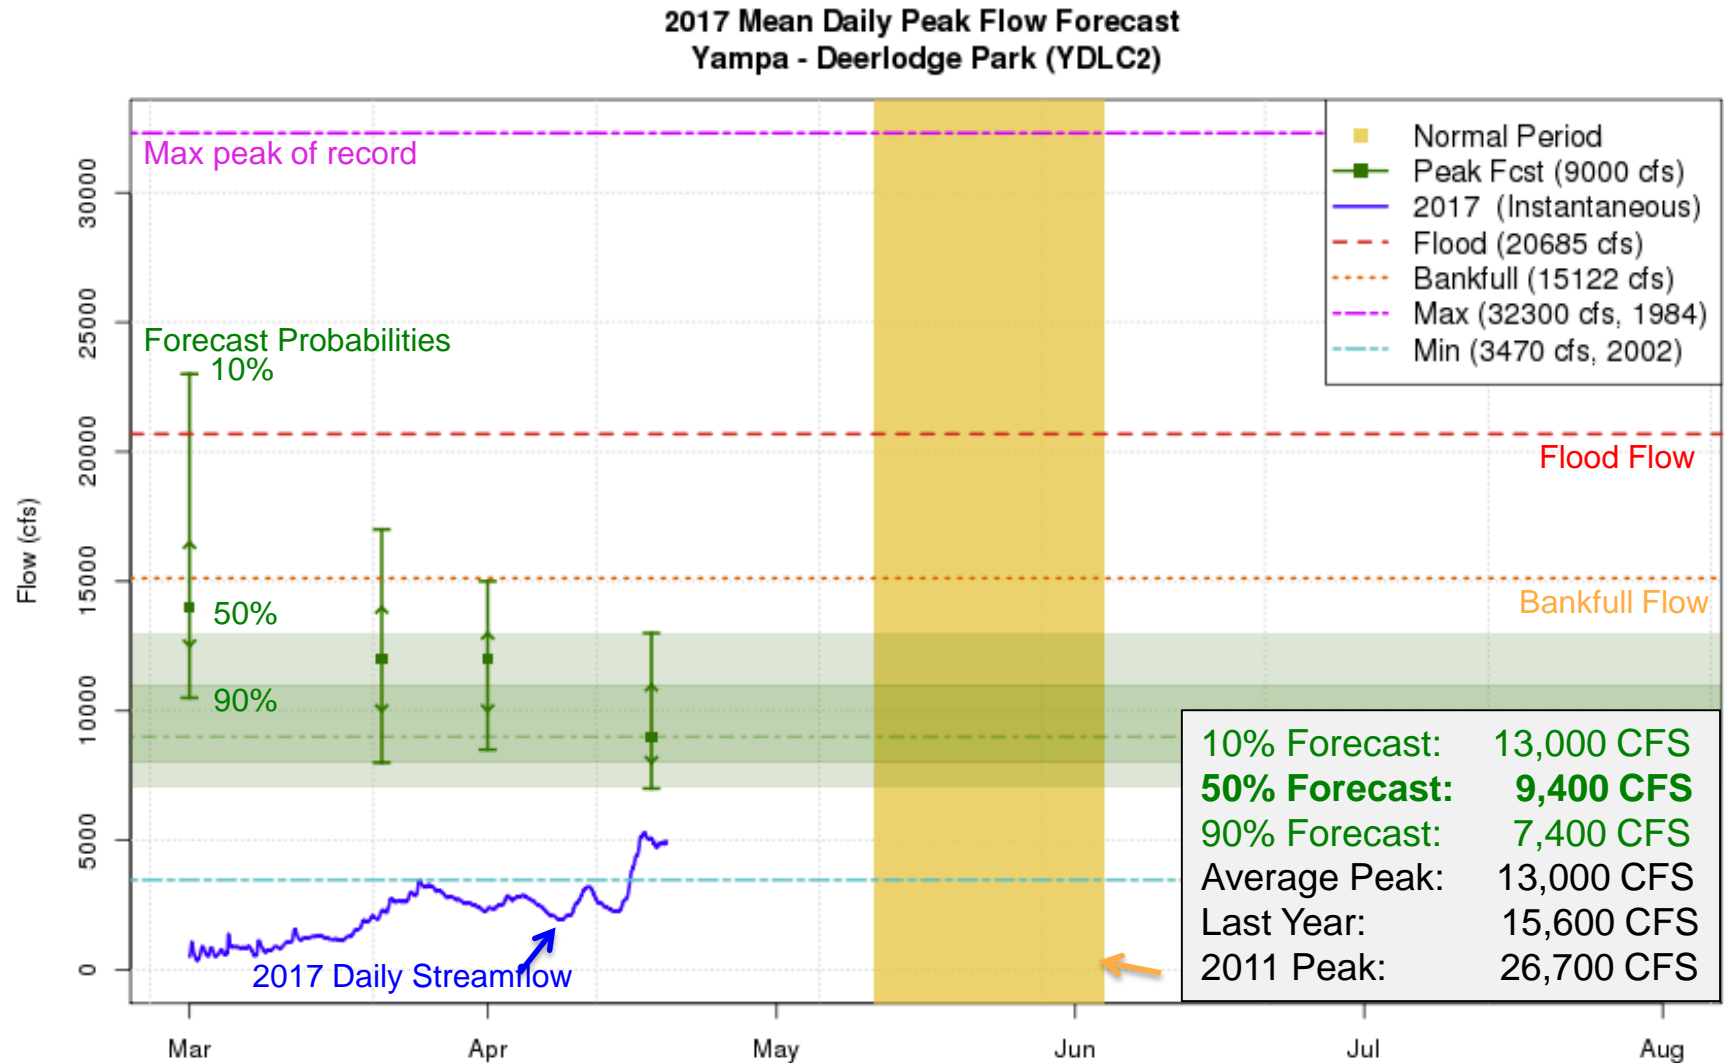 2017 Mean Daily Peak Flow Forecast
Yampa - Deerlodge Park (YDLC2)
Flow (cfs)
30000
25000
20000
15000
10000
5000
0
Max peak of record
Normal Period
Peak Fcst (9000 cfs)
2017 (Instantaneous)
Flood (20685 cfs)
Bankfull (15122 cfs)
Max (32300 cfs, 1984)
Min (3470 cfs, 2002)
Forecast Probabilities
10%
50%
90%
Flood Flow
Bankfull Flow
2017 Daily Streamflow
10% Forecast: 13,000 CFS
50% Forecast: 9,400 CFS
90% Forecast: 7,400 CFS
Average Peak: 13,000 CFS
Last Year: 15,600 CFS
2011 Peak: 26,700 CFS
Mar Apr May Jun Jul Aug